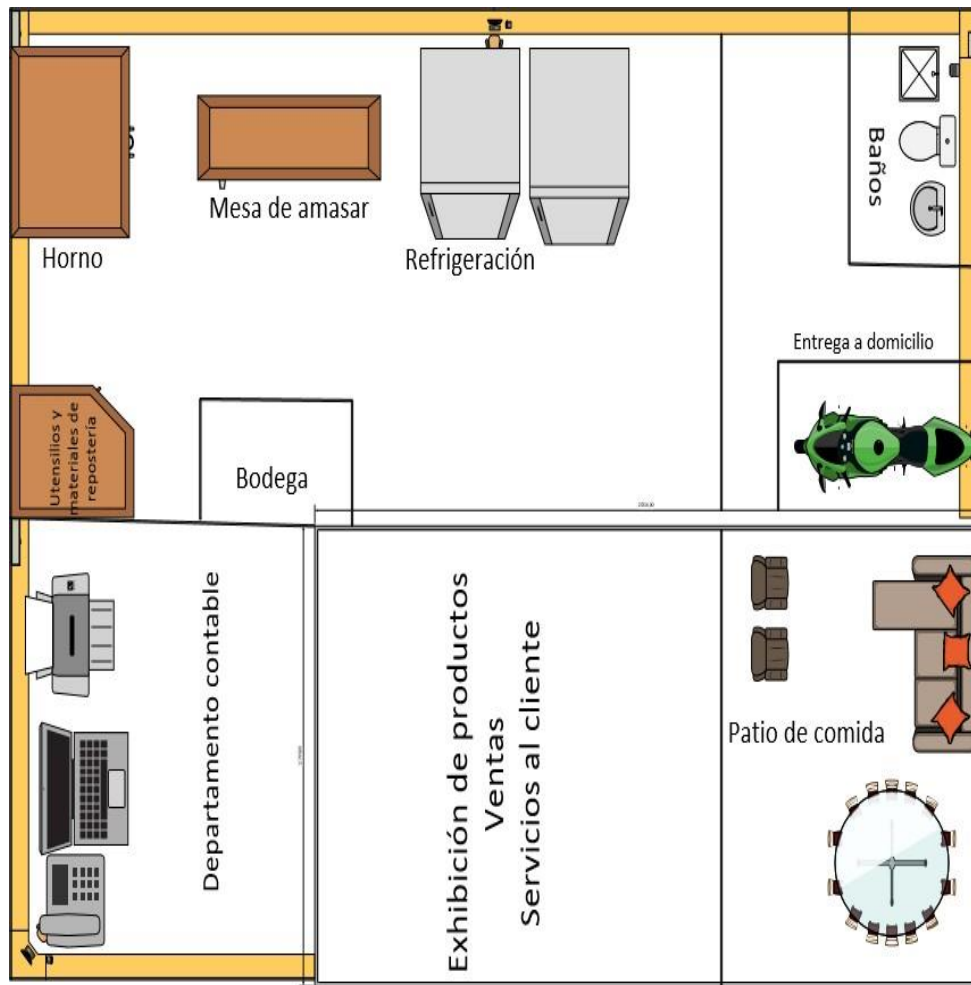 Baños
Mesa de amasar
Horno
Refrigeración
Entrega a domicilio
Utensilios y
materiales de
repostería
Bodega
Departamento contable
Exhibición de productos
Ventas
Servicios al cliente
Patio de comida